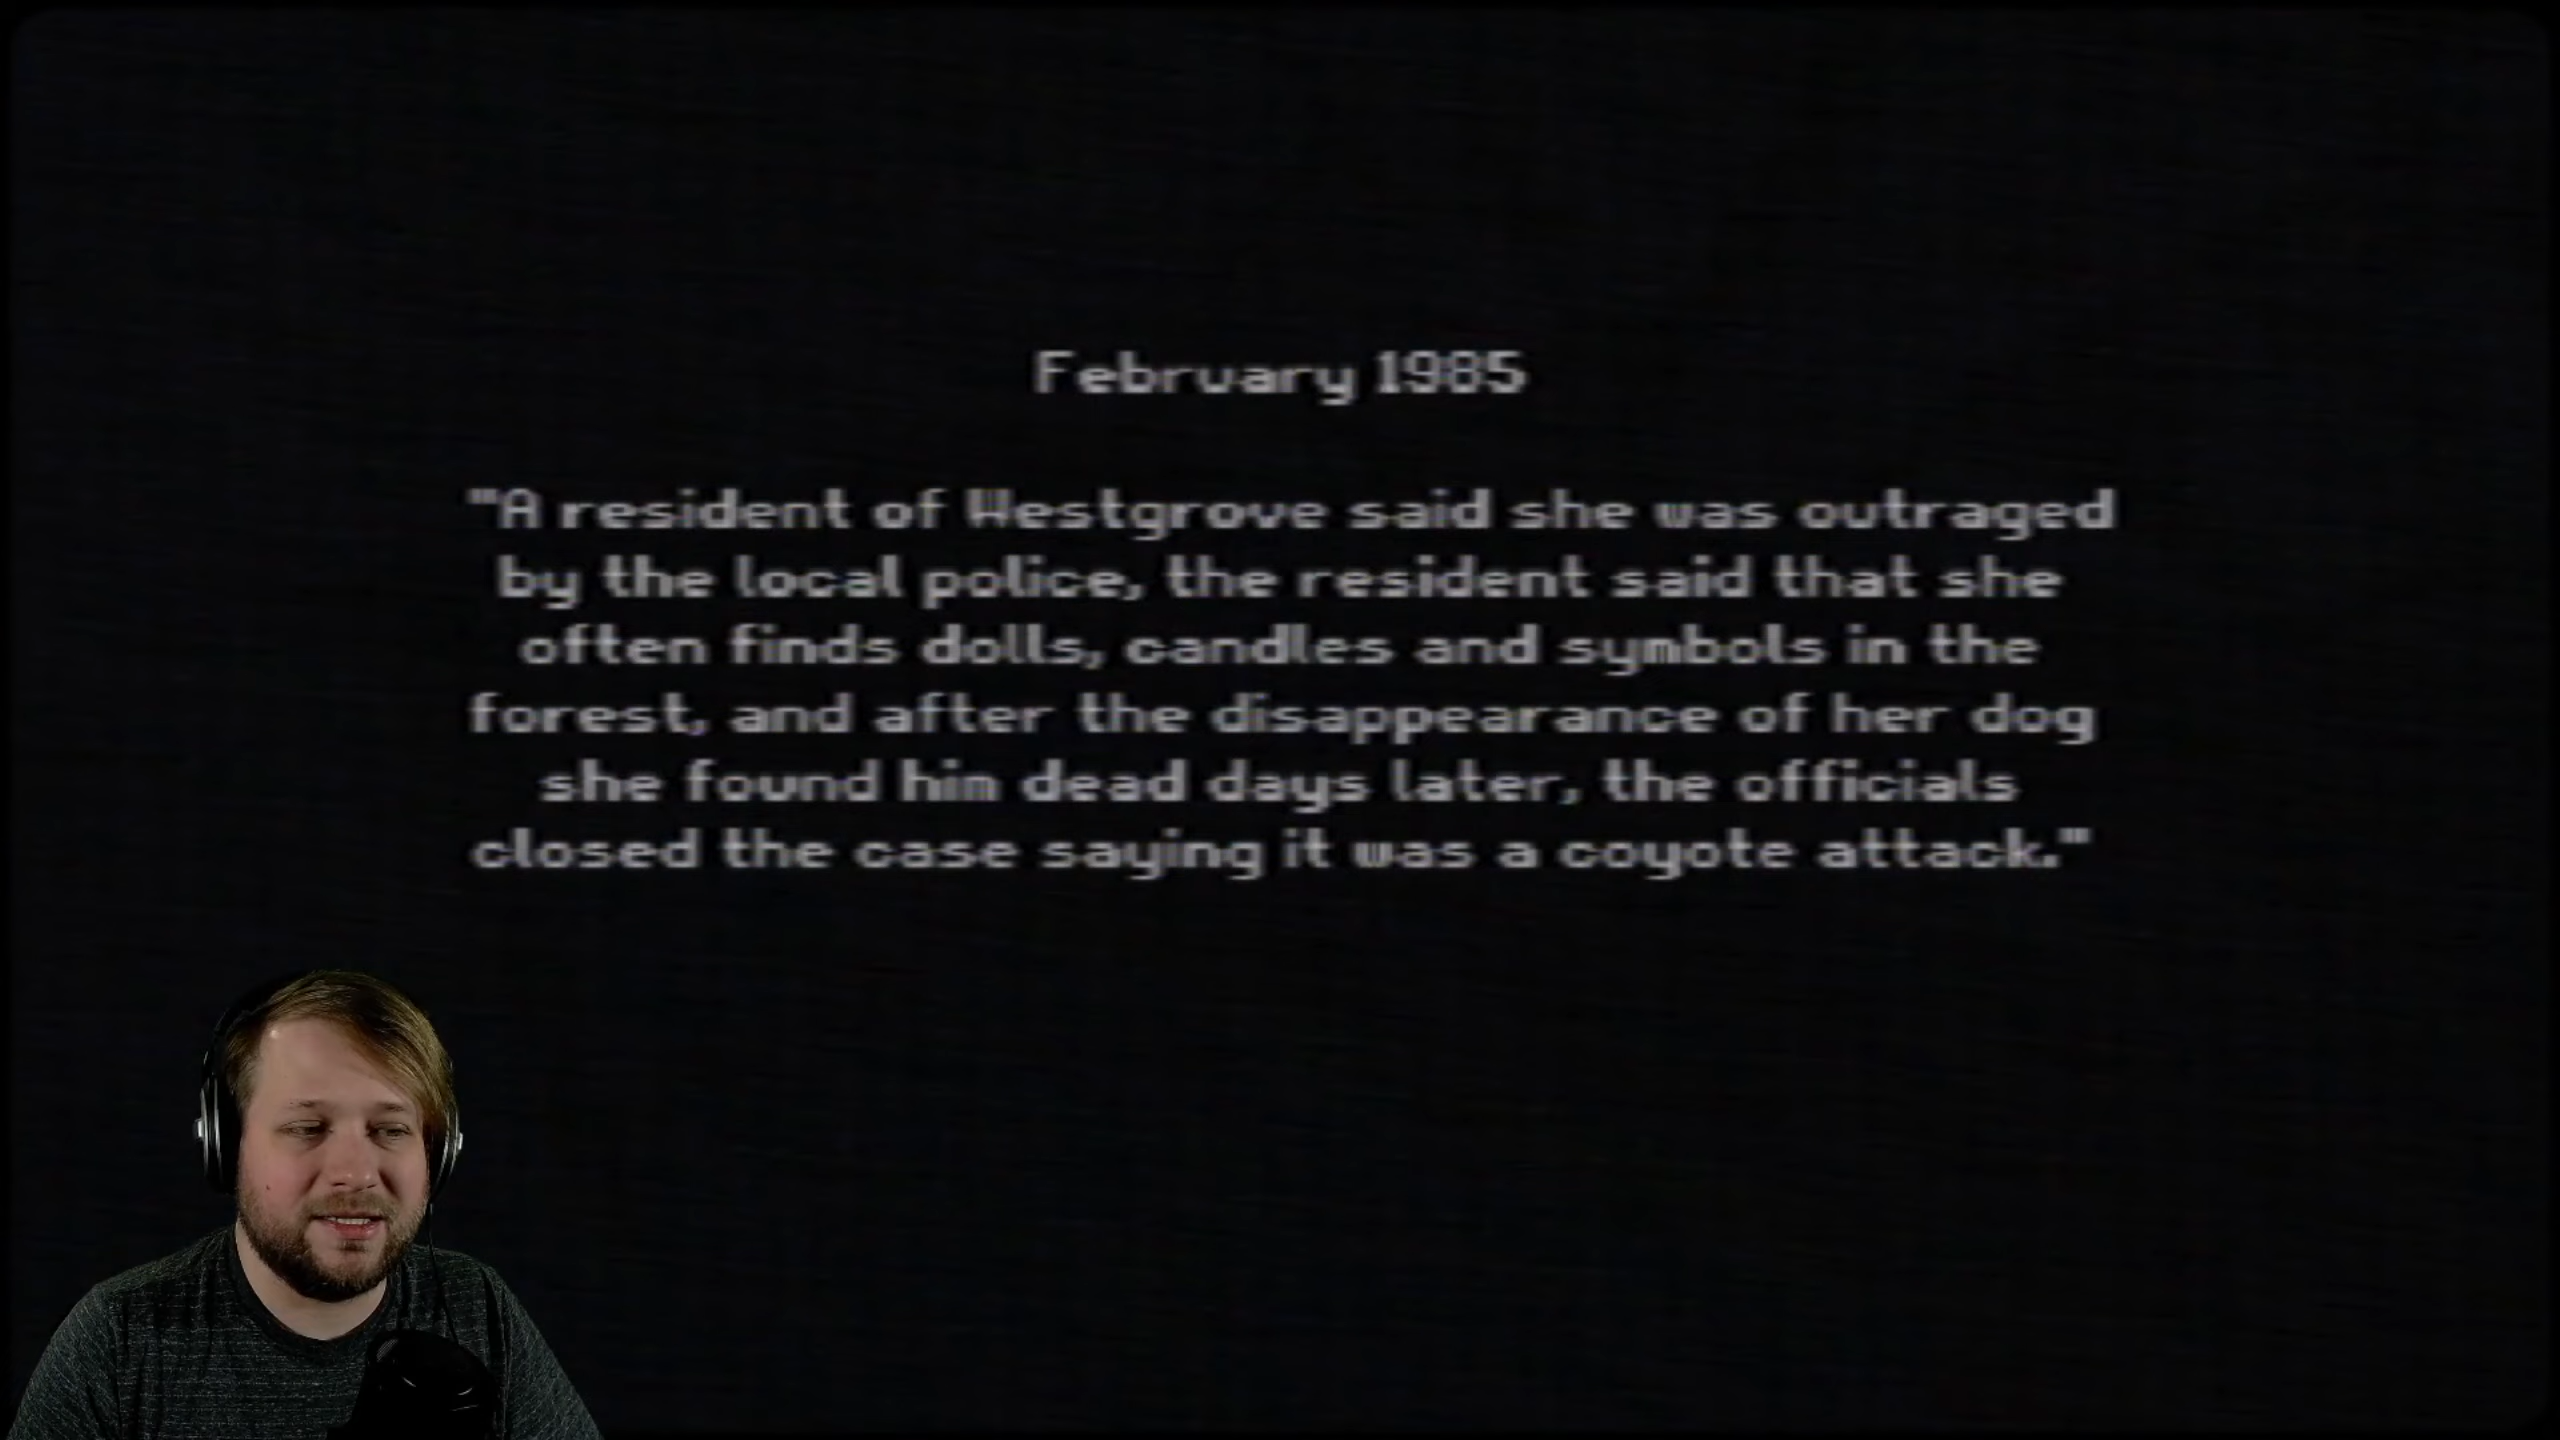 February 1985
"A resident of Westgrove said she was outraged
by the local police, the resident said that she
often finds dolls, candles and symbols in the
forest, and after the disappearance of her dog
she found him dead days later, the officials
closed the case saying it was a coyote attack."